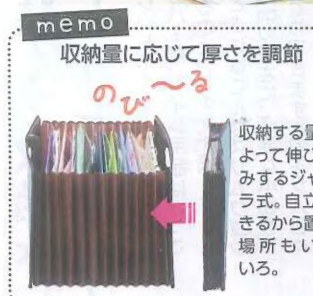 memo
収納量に応じて厚さを調節
のび〜る
収納する量
よって伸び
みするジャ
ラ式。自立
きるから置
場所もい
いろ。